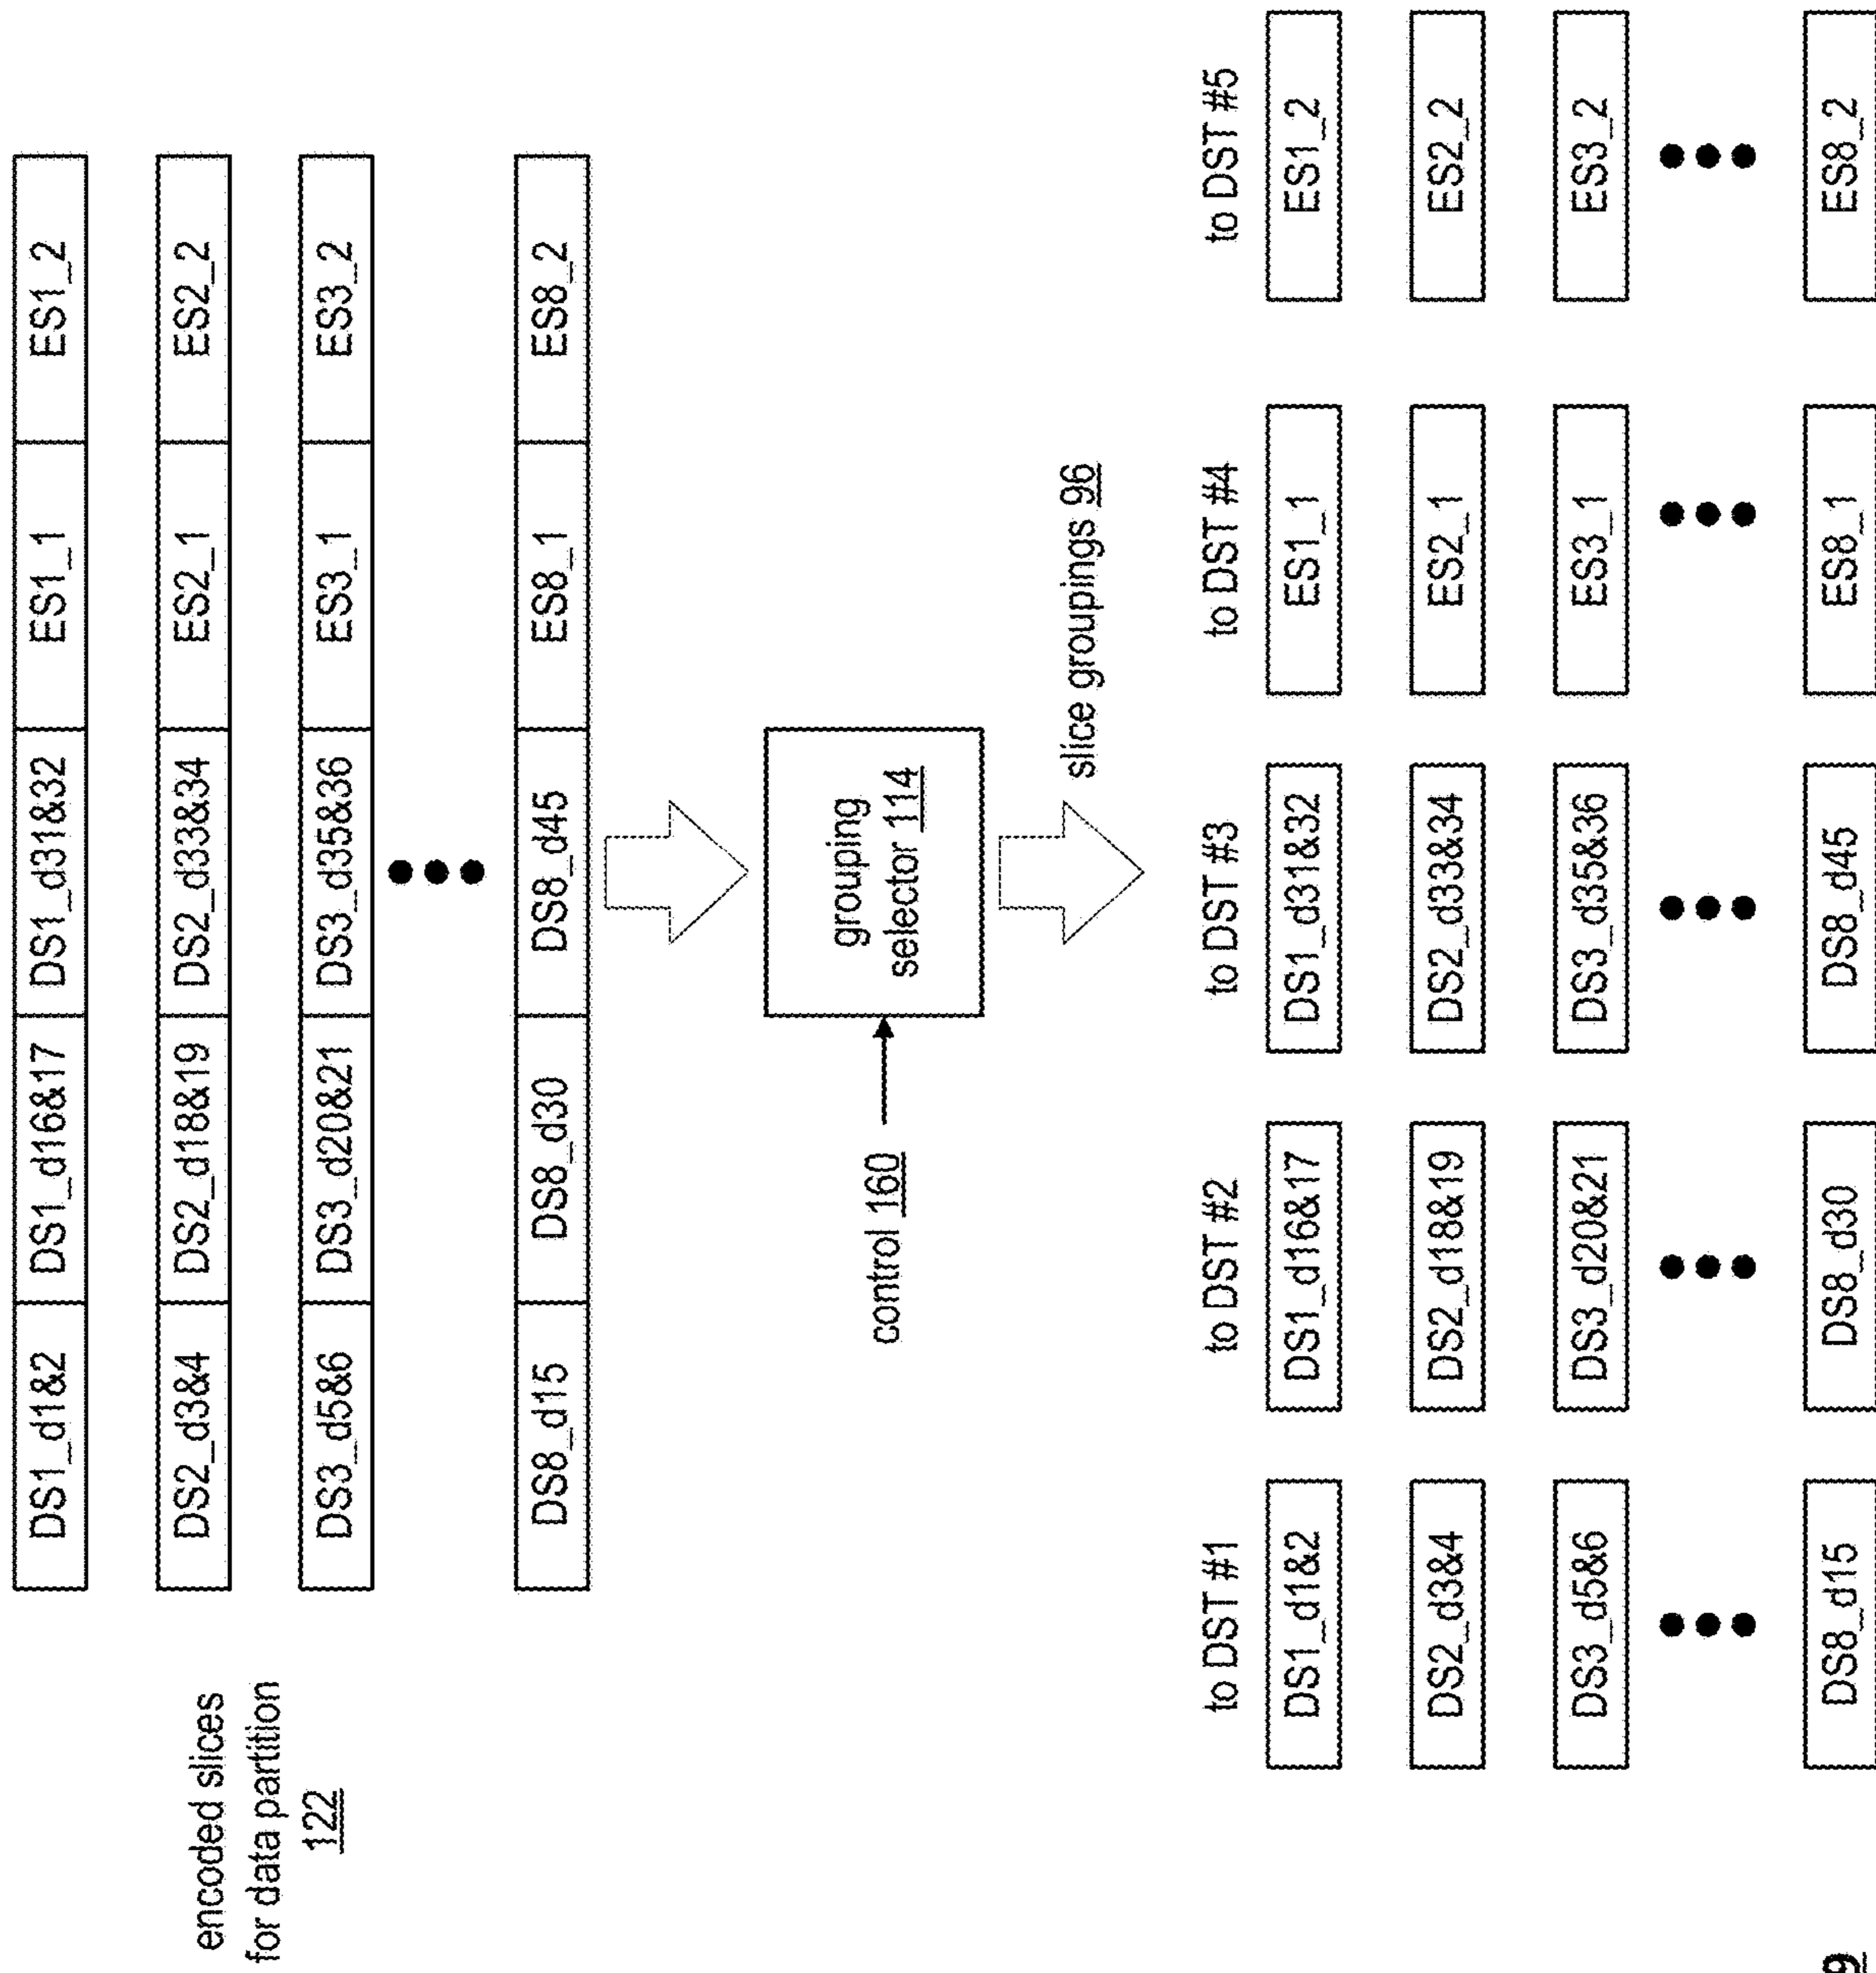 encoded slices
for data partition
122
DS1_d1&2 DS1_d16&17 DS1_d31&32 ES1_1 ES1_2
DS2_d3&4 DS2_d18&19 DS2_d33&34 ES2_1 ES2_2
DS3_d5&6 DS3_d20&21 DS3_d35&36 ES3_1 ES3_2
DS8_d15 DS8_d30 DS8_d45 ES8_1 ES8_2
control 160
grouping
selector 114
slice groupings 96
to DST #1 to DST #2 to DST #3 to DST #4 to DST #5
DS1_d1&2 DS1_d16&17 DS1_d31&32 ES1_1 ES1_2
DS2_d3&4 DS2_d18&19 DS2_d33&34 ES2_1 ES2_2
DS3_d5&6 DS3_d20&21 DS3_d35&36 ES3_1 ES3_2
DS8_d15 DS8_d30 DS8_d45 ES8_1 ES8_2
9